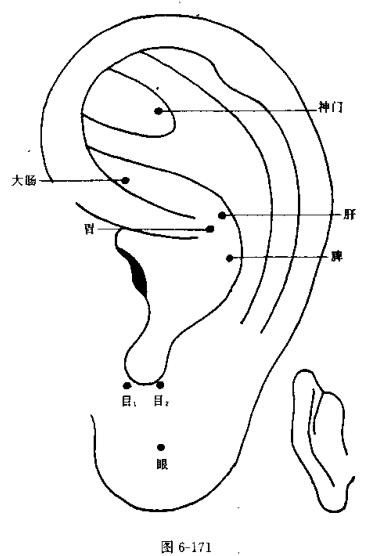 神门
大肠
肝
胃
脾
目₁ 目₂
眼
图 6-171